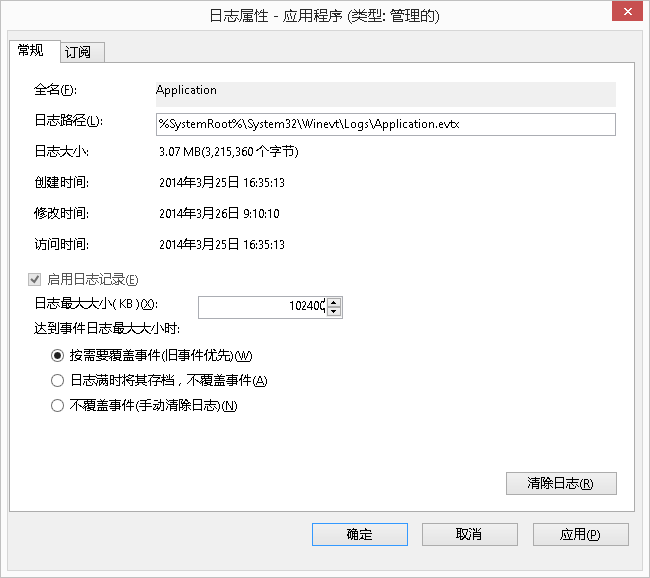 日志属性 - 应用程序 (类型: 管理的)
常规 订阅
全名(F): Application
日志路径(L): %SystemRoot%\System32\Winevt\Logs\Application.evtx
日志大小: 3.07 MB(3,215,360 个字节)
创建时间: 2014年3月25日 16:35:13
修改时间: 2014年3月26日 9:10:10
访问时间: 2014年3月25日 16:35:13
启用日志记录(E)
日志最大大小( KB )(X): 102400
达到事件日志最大大小时:
按需要覆盖事件(旧事件优先)(W)
日志满时将其存档，不覆盖事件(A)
不覆盖事件(手动清除日志)(N)
清除日志(R)
确定 取消 应用(P)